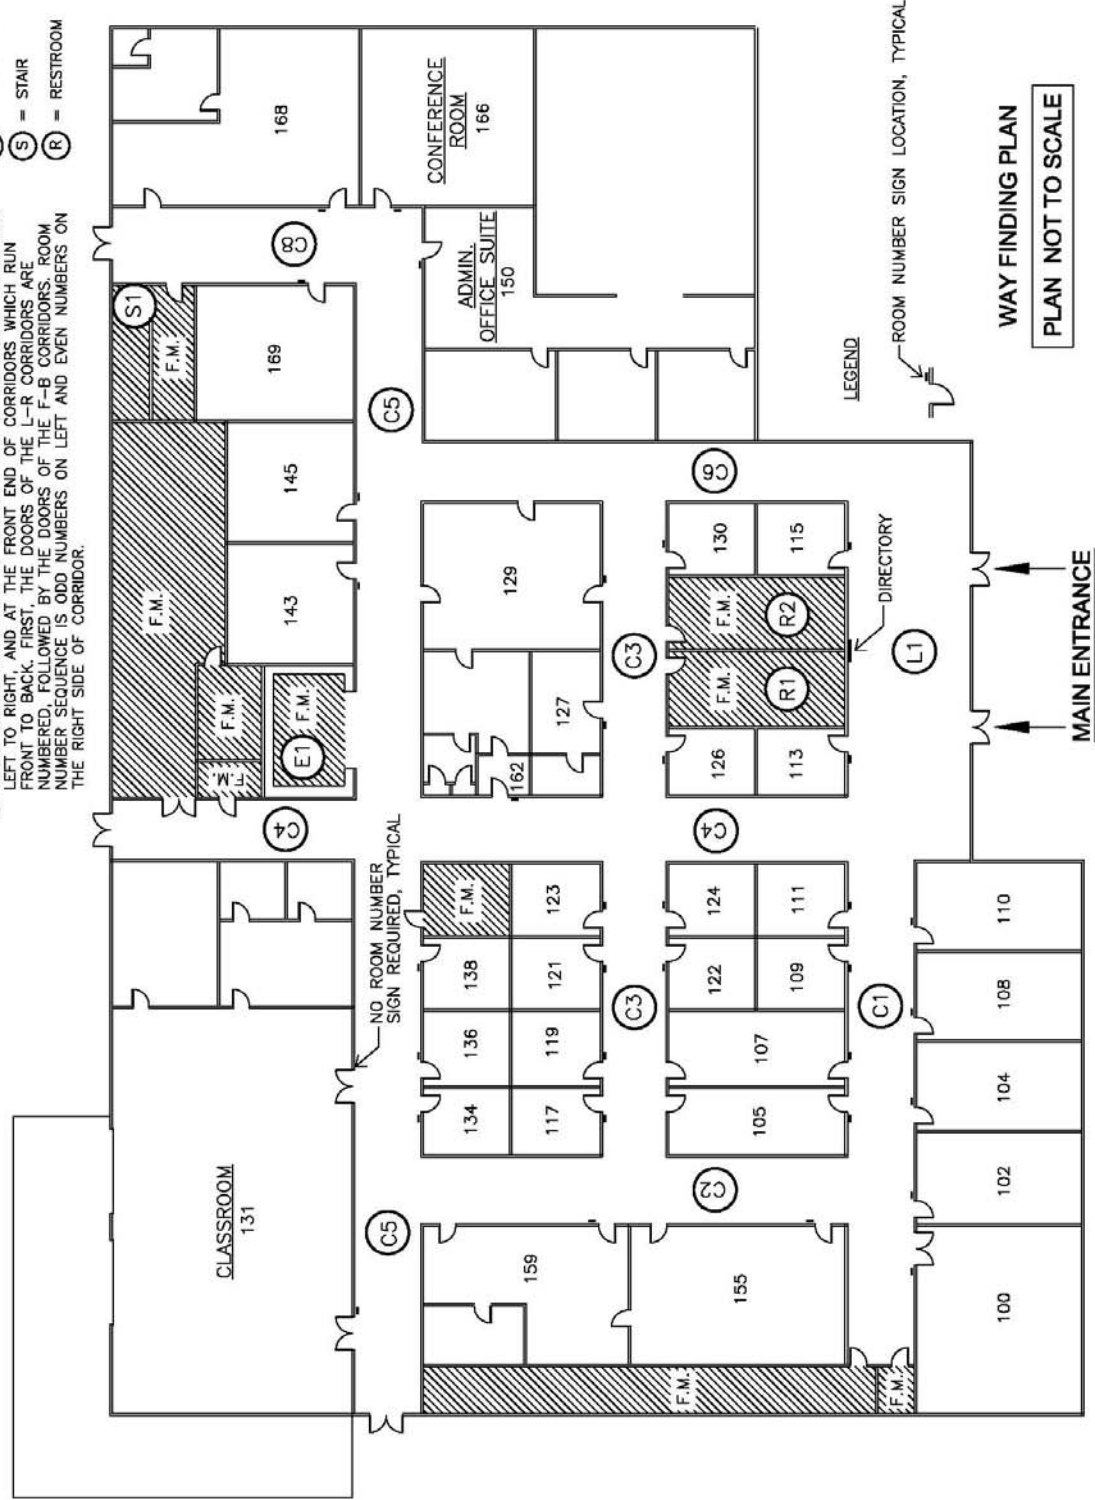 LEFT TO RIGHT, AND AT THE FRONT END OF CORRIDORS WHICH RUN
FRONT TO BACK. FIRST, THE DOORS OF THE L-R CORRIDORS ARE
NUMBERED, FOLLOWED BY THE DOORS OF THE F-B CORRIDORS. ROOM
NUMBER SEQUENCE IS ODD NUMBERS ON LEFT AND EVEN NUMBERS ON
THE RIGHT SIDE OF CORRIDOR.
S = STAIR
R = RESTROOM
CLASSROOM
131
NO ROOM NUMBER
SIGN REQUIRED, TYPICAL
C4
F.M.
F.M.
F.M.
E1
F.M.
143
145
169
S1
F.M.
C8
168
CONFERENCE
ROOM
166
C5
C5
ADMIN.
OFFICE SUITE
150
159
155
F.M.
F.M.
134
136
138
F.M.
117
119
121
123
162
127
129
C3
C3
C2
C4
C6
105
107
122
124
109
111
126
113
F.M.
R1
F.M.
R2
130
115
DIRECTORY
C1
L1
100
102
104
108
110
MAIN ENTRANCE
LEGEND
ROOM NUMBER SIGN LOCATION, TYPICAL
WAY FINDING PLAN
PLAN NOT TO SCALE